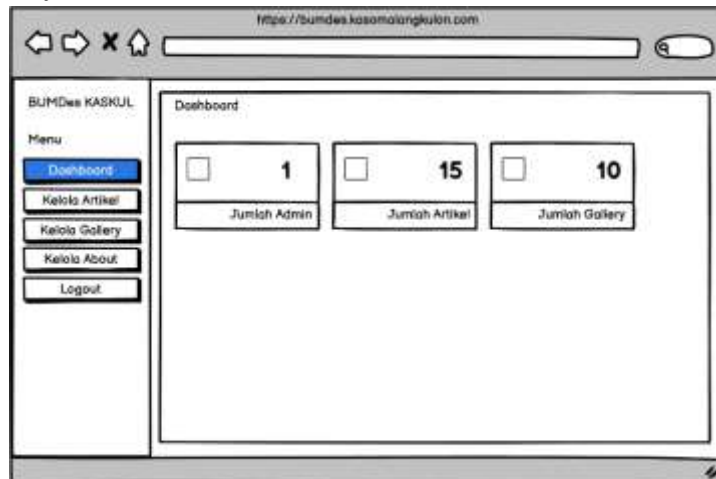 https://bumdes.kasomalangkulon.com
BUMDes KASKUL
Menu
Dashboard
Kelola Artikel
Kelola Gallery
Kelola About
Logout
Dashboard
1
Jumlah Admin
15
Jumlah Artikel
10
Jumlah Gallery